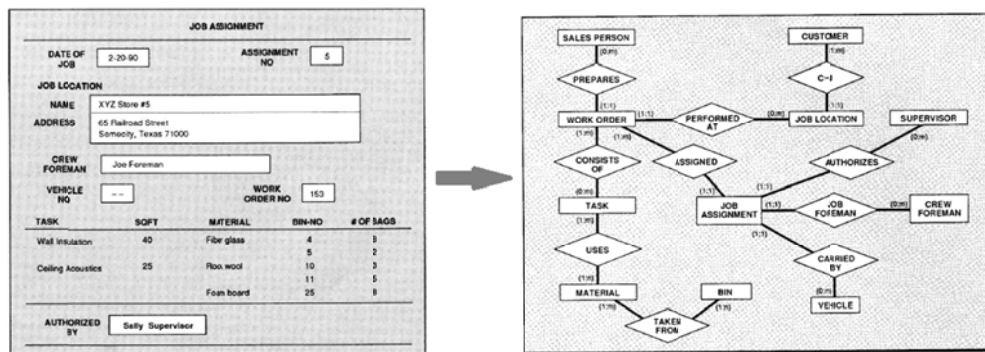 JOB ASSIGNMENT
DATE OF JOB 2-20-90 ASSIGNMENT NO 5
JOB LOCATION
NAME XYZ Store #5
ADDRESS 65 Railroad Street
Somecity, Texas 71000
CREW FOREMAN Joe Foreman
VEHICLE NO -- WORK ORDER NO 153
TASK SQFT MATERIAL BIN-NO # OF BAGS
Wall Insulation 40 Fiber glass 4
5 2
Ceiling Acoustics 25 wool 10 3
11 5
Foam board 25
AUTHORIZED BY Sally Supervisor
SALES PERSON CUSTOMER
(0:m) (1:m)
PREPARES C-I
(1:1) (1:1)
WORK ORDER (1:1) PERFORMED AT (0:m) JOB LOCATION SUPERVISOR
(1:m) (1:m) (0:m)
CONSISTS OF ASSIGNED AUTHORIZES
(0:m) (1:1) (1:1)
TASK JOB ASSIGNMENT (1:1) JOB FOREMAN (0:m) CREW FOREMAN
(1:m) (1:1)
USES CARRIED BY
(1:m) (0:m)
MATERIAL BIN VEHICLE
(1:m) (1:n)
TAKEN FROM